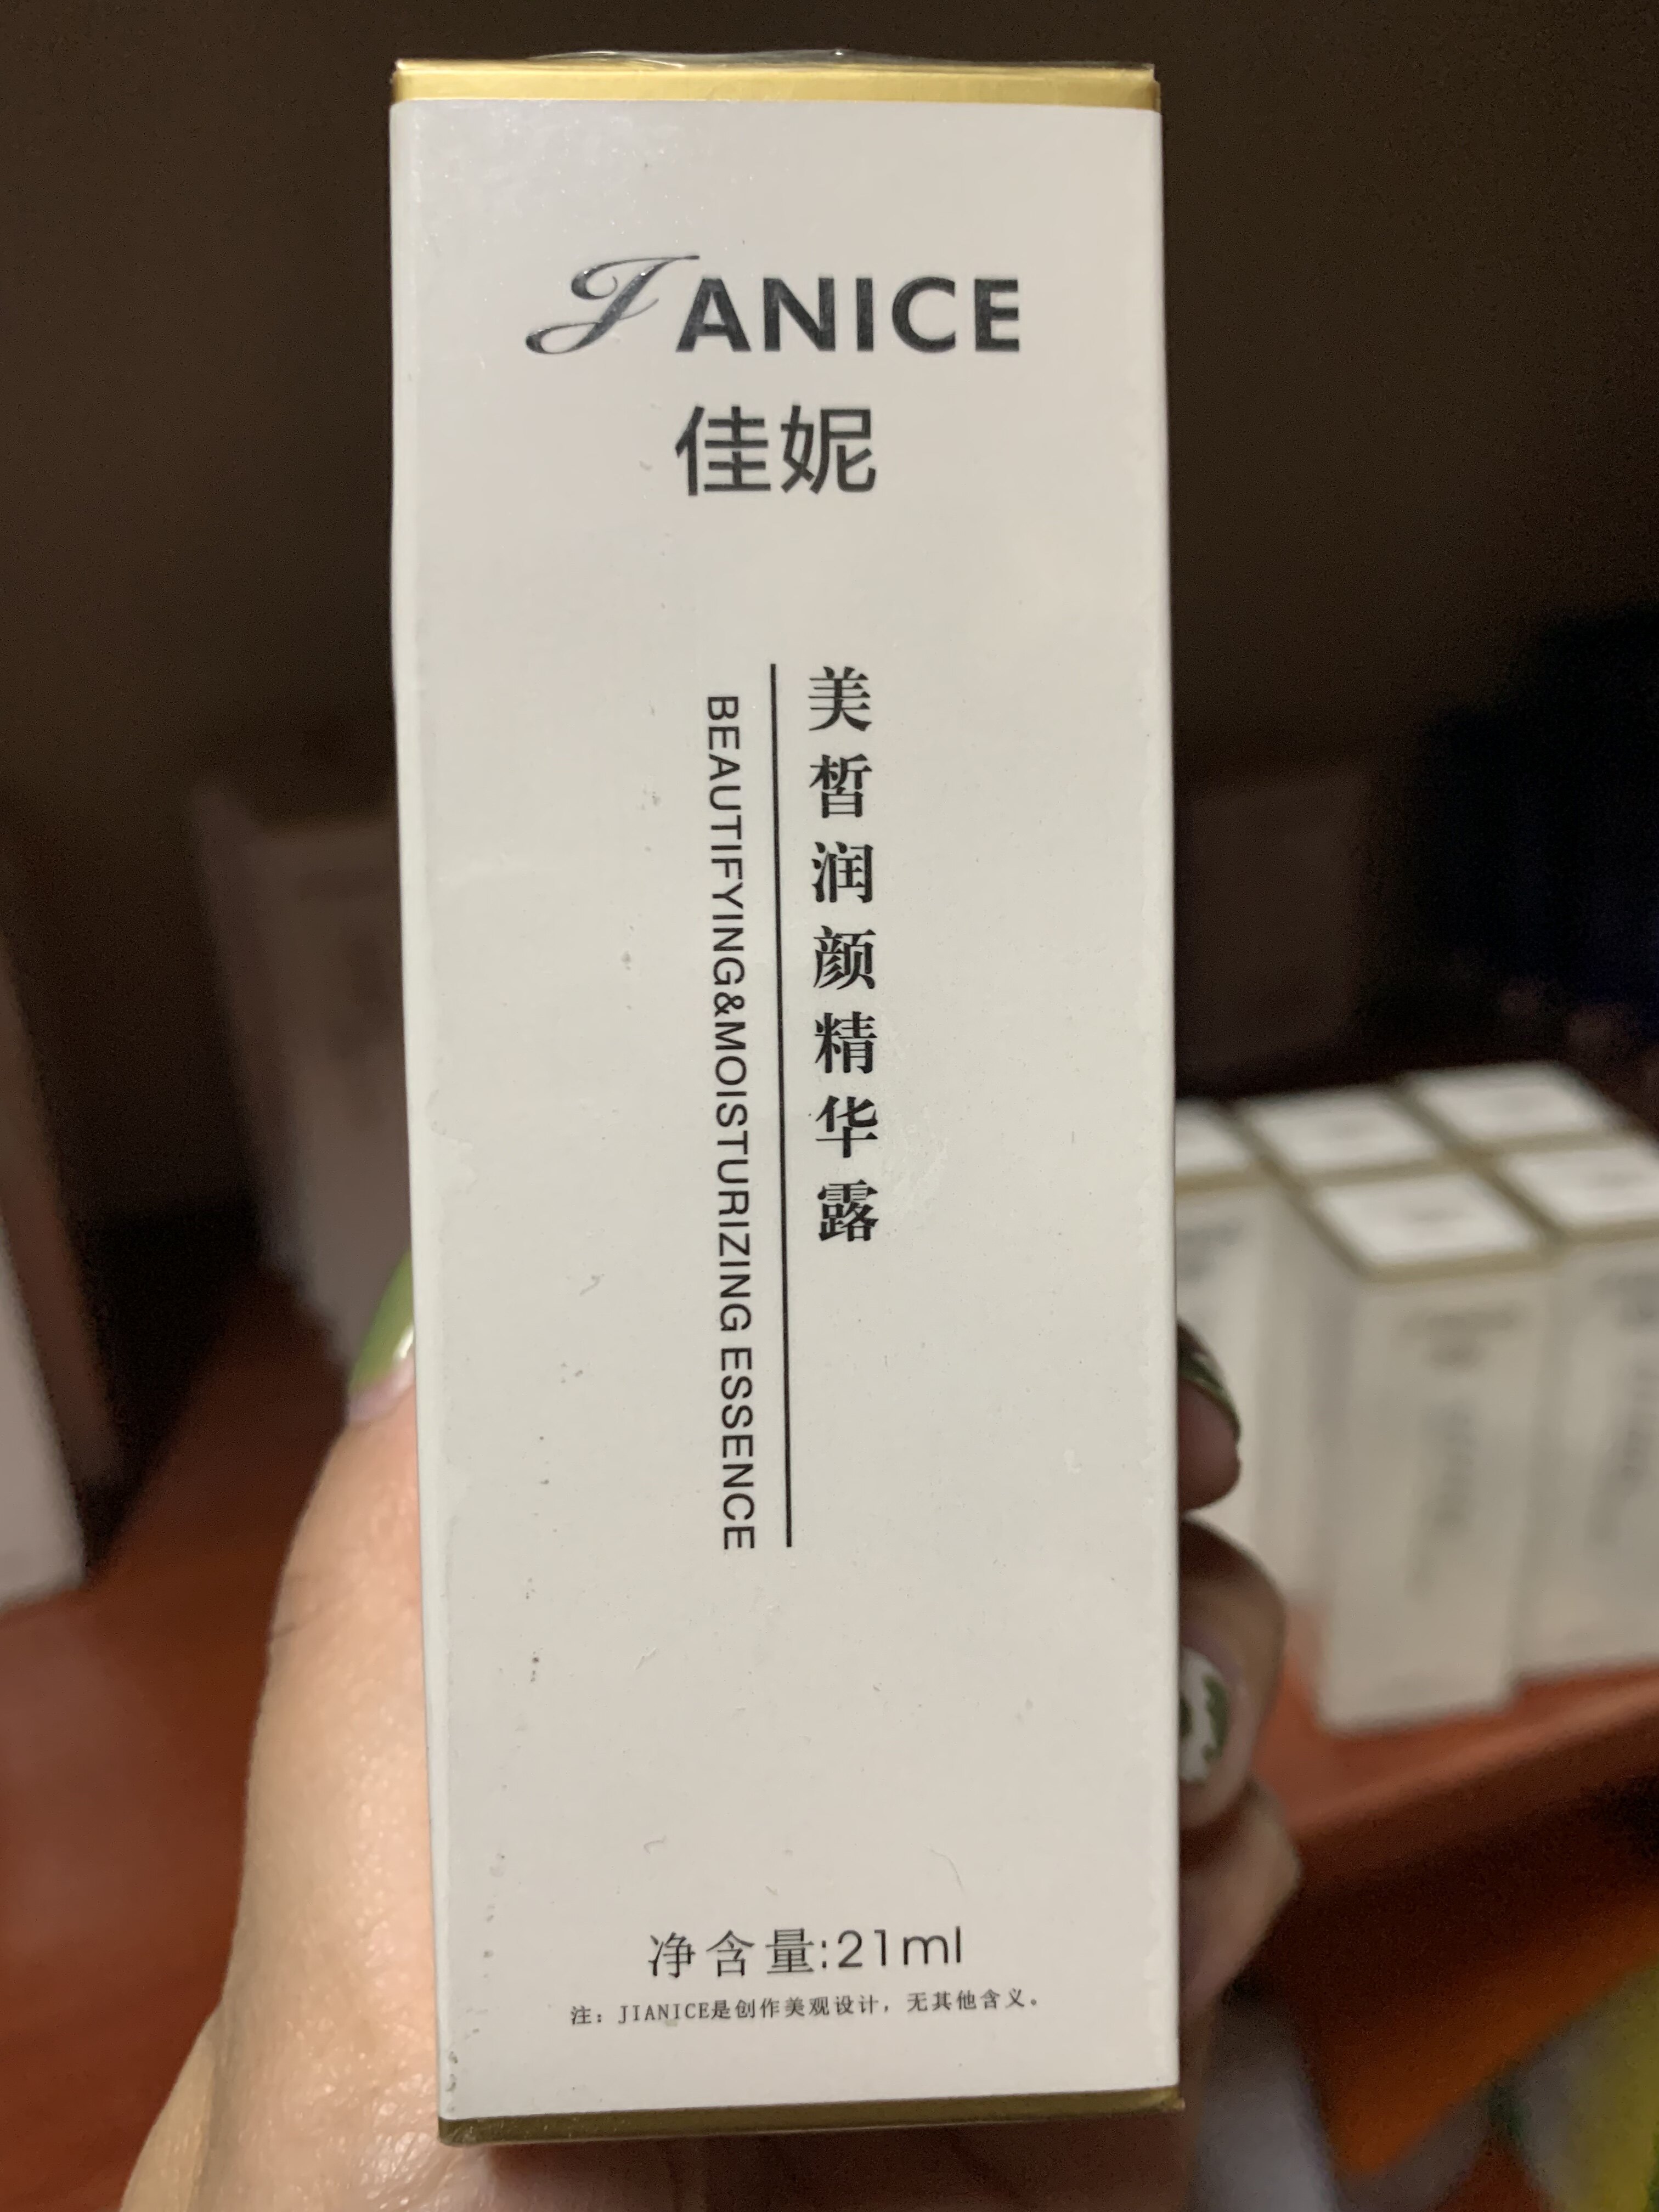 JANICE
佳妮
美皙润颜精华露
BEAUTIFYING&MOISTURIZING ESSENCE
净含量:21ml
注：JIANICE是创作美观设计，无其他含义。